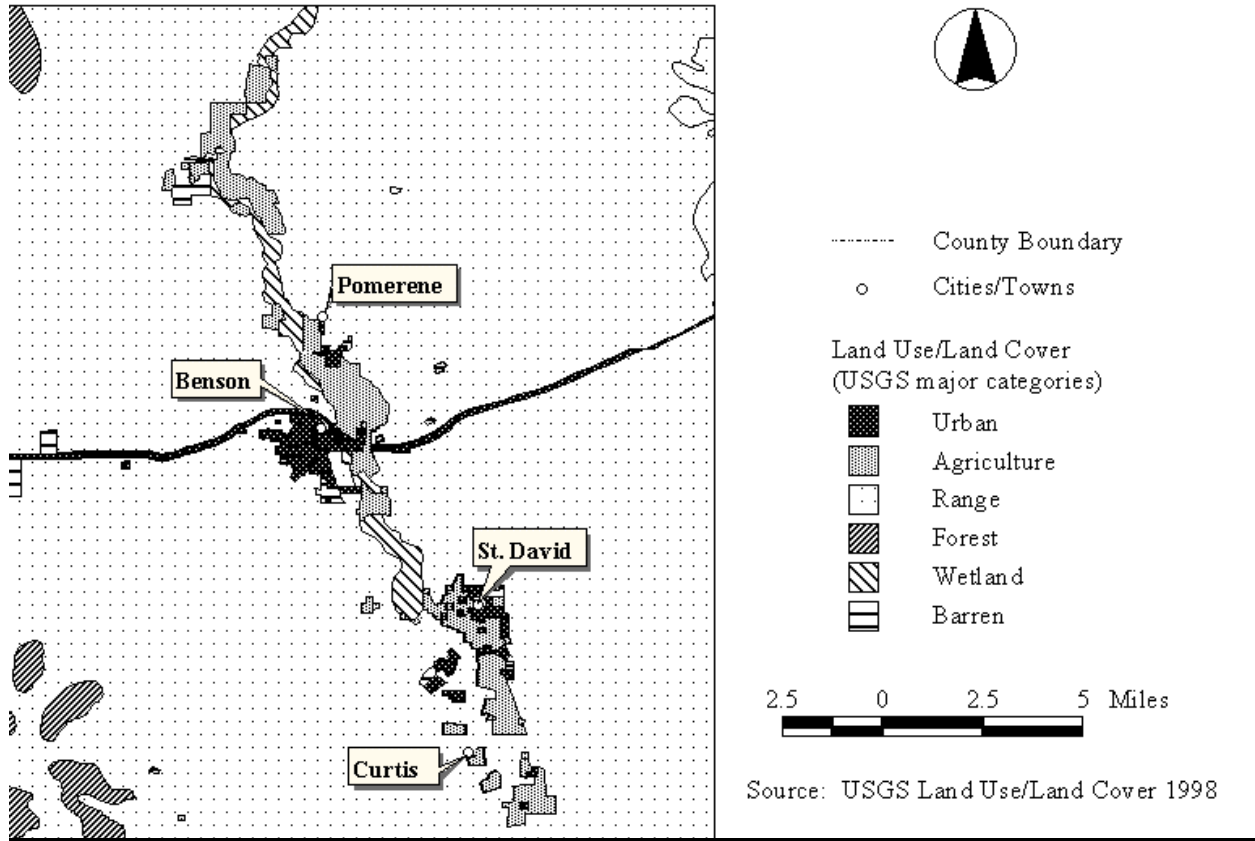 Pomerene
Benson
St. David
Curtis
County Boundary
Cities/Towns
Land Use/Land Cover
(USGS major categories)
Urban
Agriculture
Range
Forest
Wetland
Barren
2.5 0 2.5 5 Miles
Source: USGS Land Use/Land Cover 1998